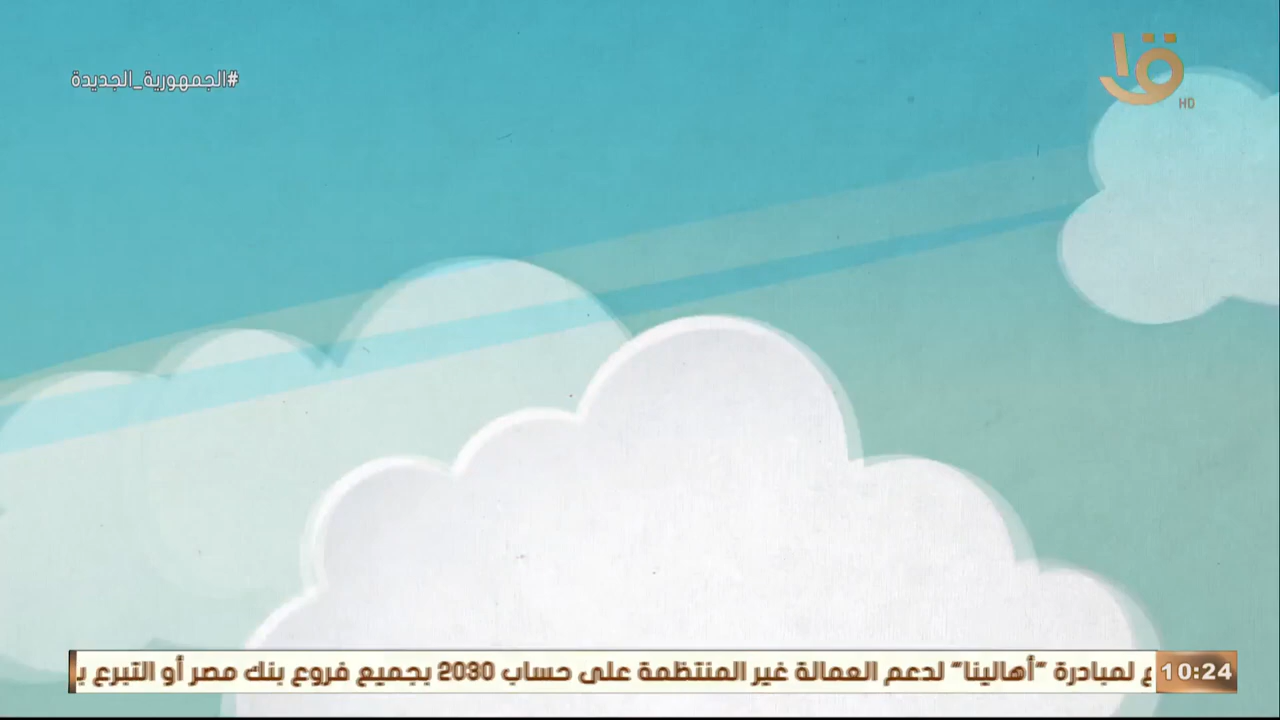 #الجمهورية_الجديدة
HD
لمبادرة "أهالينا" لدعم العمالة غير المنتظمة على حساب 2030 بجميع فروع بنك مصر أو التبرع
10:24